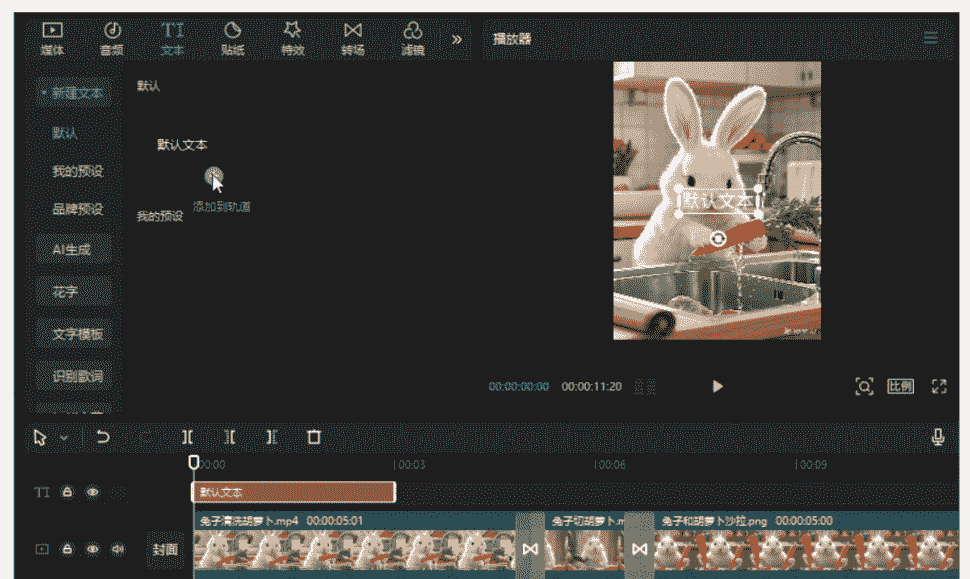 媒体 音频 文本 贴纸 特效 转场 滤镜
播放器
新建文本
默认
我的预设
品牌预设
AI生成
花字
文字模板
识别歌词
默认
默认文本
添加到轨道
我的预设
默认文本
00:00:00:00 00:00:11:20
比例
00:00 00:03 00:06 00:09
TI 默认文本
封面
兔子清洗胡萝卜.mp4 00:00:05:01
兔子切胡萝卜.m
兔子和胡萝卜沙拉.png 00:00:05:00